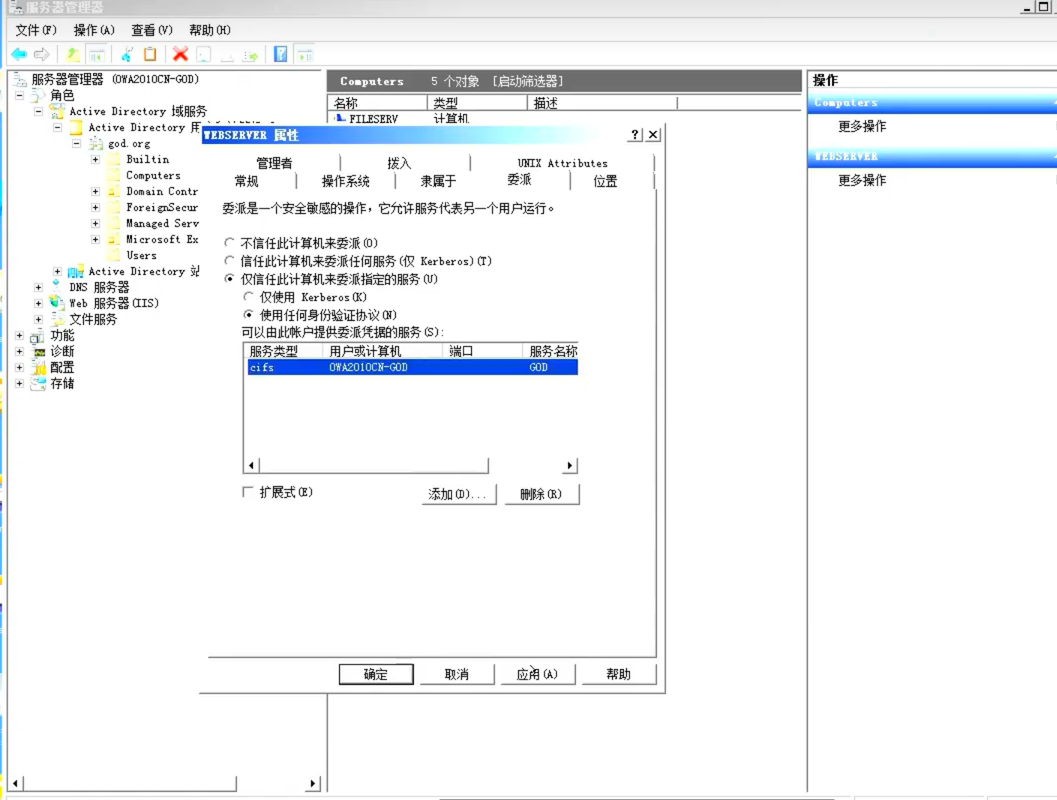 服务器管理器
文件(F) 操作(A) 查看(V) 帮助(H)
服务器管理器 (OWA2010CN-GOD)
角色
Active Directory 域服务
Active Directory 用
god.org
Builtin
Computers
Domain Contr
ForeignSecur
Managed Serv
Microsoft Ex
Users
Active Directory 站
DNS 服务器
Web 服务器(IIS)
文件服务
功能
诊断
配置
存储
Computers 5 个对象 [启动筛选器]
名称 类型 描述
FILESERV 计算机
WEBSERVER 属性
管理者 拨入 UNIX Attributes
常规 操作系统 隶属于 委派 位置
委派是一个安全敏感的操作，它允许服务代表另一个用户运行。
不信任此计算机来委派(O)
信任此计算机来委派任何服务(仅 Kerberos)(T)
仅信任此计算机来委派指定的服务(U)
仅使用 Kerberos(K)
使用任何身份验证协议(N)
可以由此帐户提供委派凭据的服务(S):
服务类型 用户或计算机 端口 服务名称
cifs OWA2010CN-GOD GOD
扩展式(E) 添加(D)... 删除(R)
确定 取消 应用(A) 帮助
操作
Computers
更多操作
WEBSERVER
更多操作